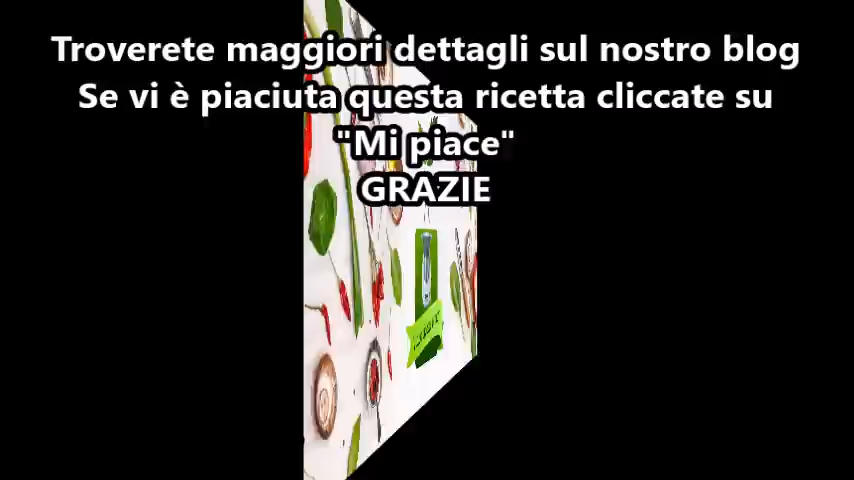 Troverete maggiori dettagli sul nostro blog
Se vi è piaciuta questa ricetta cliccate su
"Mi piace"
GRAZIE